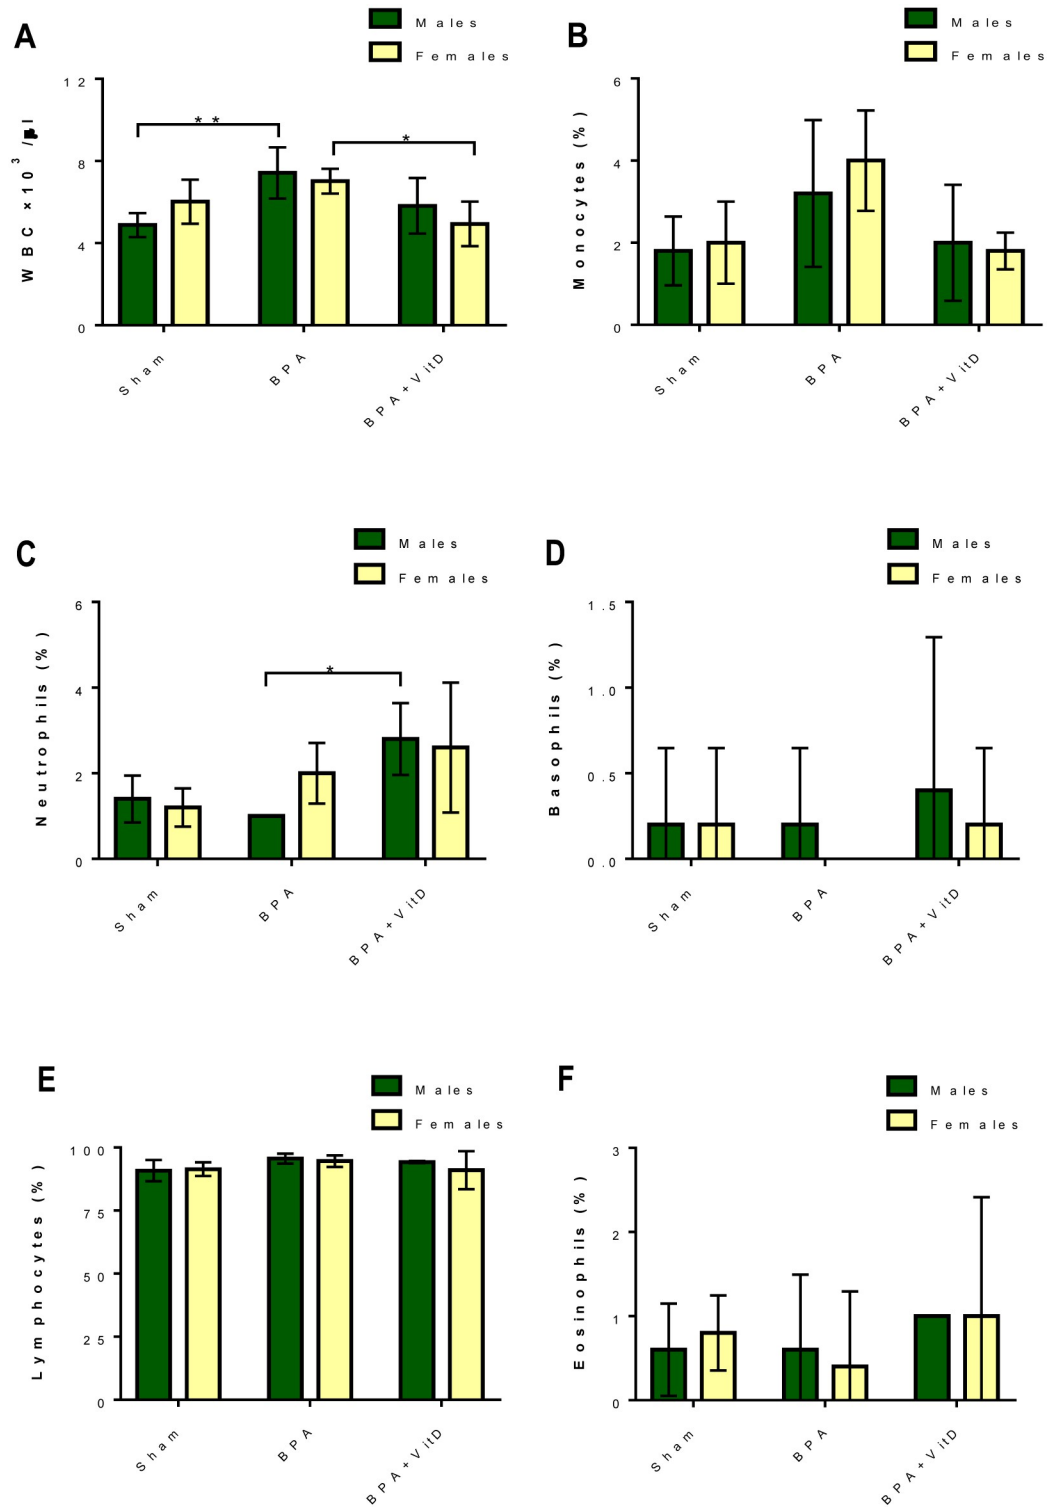 A
Males
Females
WBC ×10³ /µl
12
8
4
0
**
*
Sham
BPA
BPA+VitD
B
Males
Females
Monocytes (%)
6
4
2
0
Sham
BPA
BPA+VitD
C
Males
Females
Neutrophils (%)
6
4
2
0
*
Sham
BPA
BPA+VitD
D
Males
Females
Basophils (%)
1.5
1.0
0.5
0.0
Sham
BPA
BPA+VitD
E
Males
Females
Lymphocytes (%)
100
75
50
25
0
Sham
BPA
BPA+VitD
F
Males
Females
Eosinophils (%)
3
2
1
0
Sham
BPA
BPA+VitD